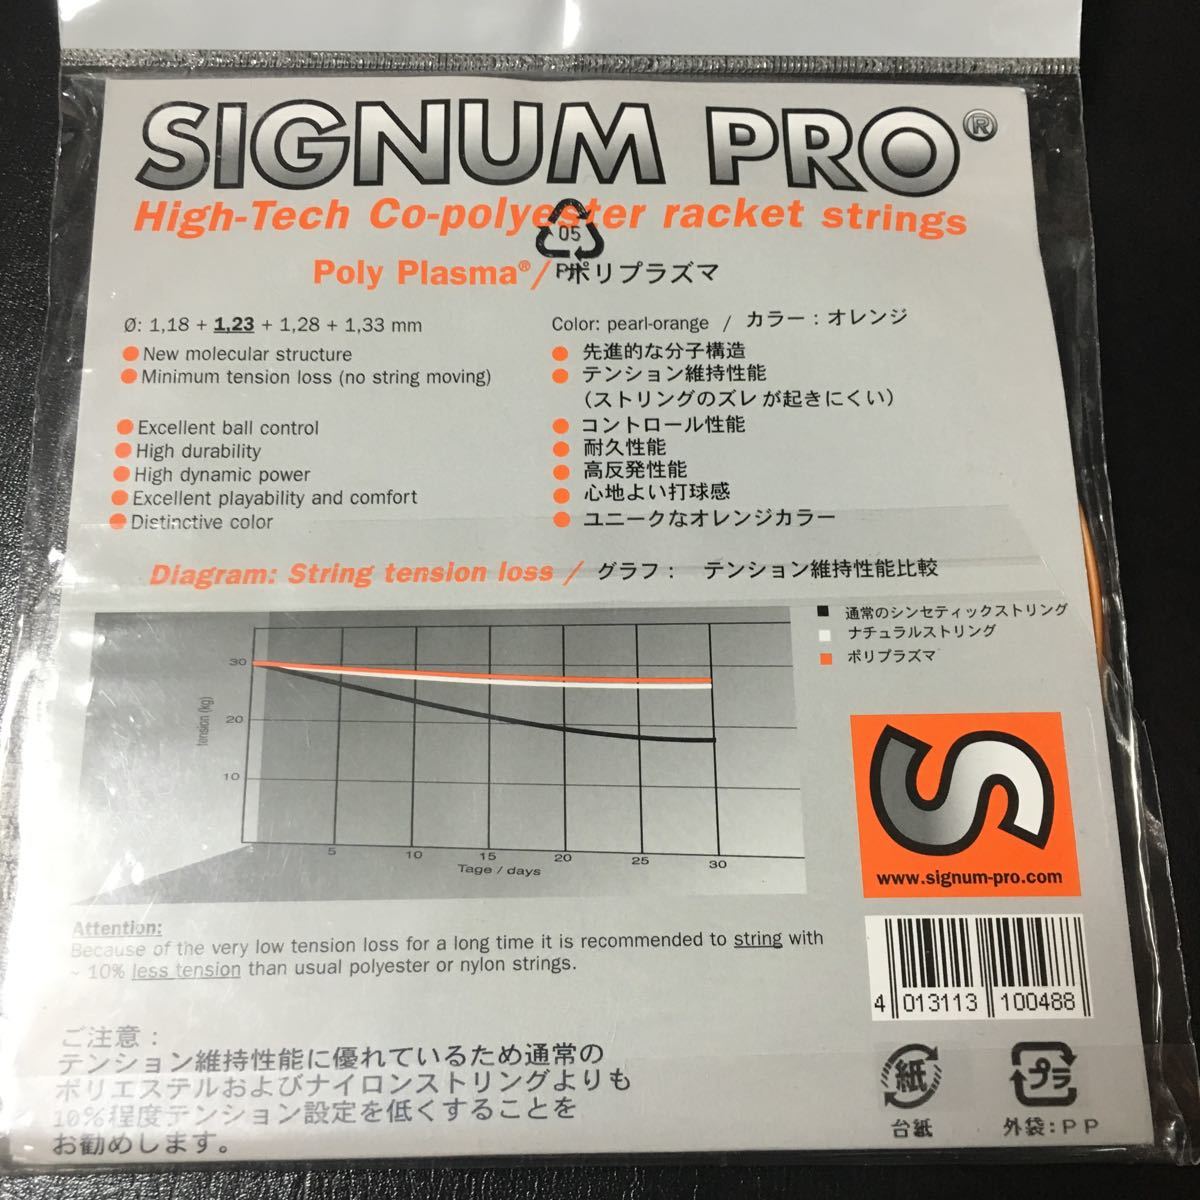 SIGNUM PRO®
High-Tech Co-polyester racket strings
05
PP
Poly Plasma® / ポリプラズマ
Ø: 1,18 + 1,23 + 1,28 + 1,33 mm
Color: pearl-orange / カラー：オレンジ
New molecular structure
Minimum tension loss (no string moving)
Excellent ball control
High durability
High dynamic power
Excellent playability and comfort
Distinctive color
先進的な分子構造
テンション維持性能
（ストリングのズレが起きにくい）
コントロール性能
耐久性能
高反発性能
心地よい打球感
ユニークなオレンジカラー
Diagram: String tension loss / グラフ： テンション維持性能比較
通常のシンセティックストリング
ナチュラルストリング
ポリプラズマ
tension (kg)
30
20
10
5 10 15 20 25 30
Tage / days
www.signum-pro.com
Attention:
Because of the very low tension loss for a long time it is recommended to string with
~ 10% less tension than usual polyester or nylon strings.
4 013113 100488
ご注意：
テンション維持性能に優れているため通常の
ポリエステルおよびナイロンストリングよりも
10%程度テンション設定を低くすることを
お勧めします。
紙
台紙
プラ
外袋:PP